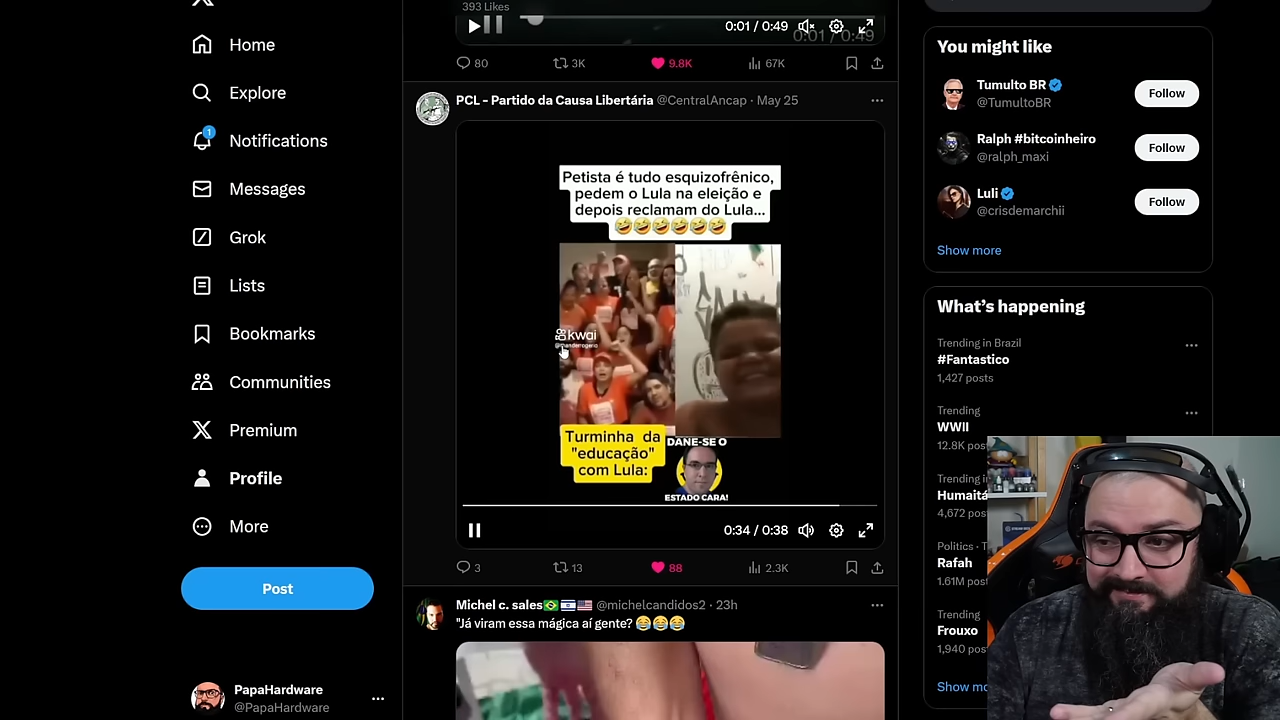 393 Likes
0:01 / 0:49
0:01 / 0:49
80
3K
9.8K
67K
Home
Explore
1
Notifications
Messages
Grok
Lists
Bookmarks
Communities
Premium
Profile
More
Post
PapaHardware
@PapaHardware
PCL - Partido da Causa Libertária @CentralAncap · May 25
Petista é tudo esquizofrênico,
pedem o Lula na eleição e
depois reclamam do Lula...
🤣🤣🤣🤣🤣🤣
kwai
Turminha da
"educação"
com Lula:
DANE-SE O
ESTADO CARA!
0:34 / 0:38
3
13
88
2.3K
Michel c. sales🇧🇷🇮🇱🇺🇸 @michelcandidos2 · 23h
"Já viram essa mágica aí gente? 😂😂😂
You might like
Tumulto BR
@TumultoBR
Follow
Ralph #bitcoinheiro
@ralph_maxi
Follow
Luli
@crisdemarchii
Follow
Show more
What's happening
Trending in Brazil
#Fantastico
1,427 posts
Trending
WWII
12.8K posts
Trending in
Humaitá
4,672 posts
Politics · T
Rafah
1.61M posts
Trending
Frouxo
1,940 posts
Show mo